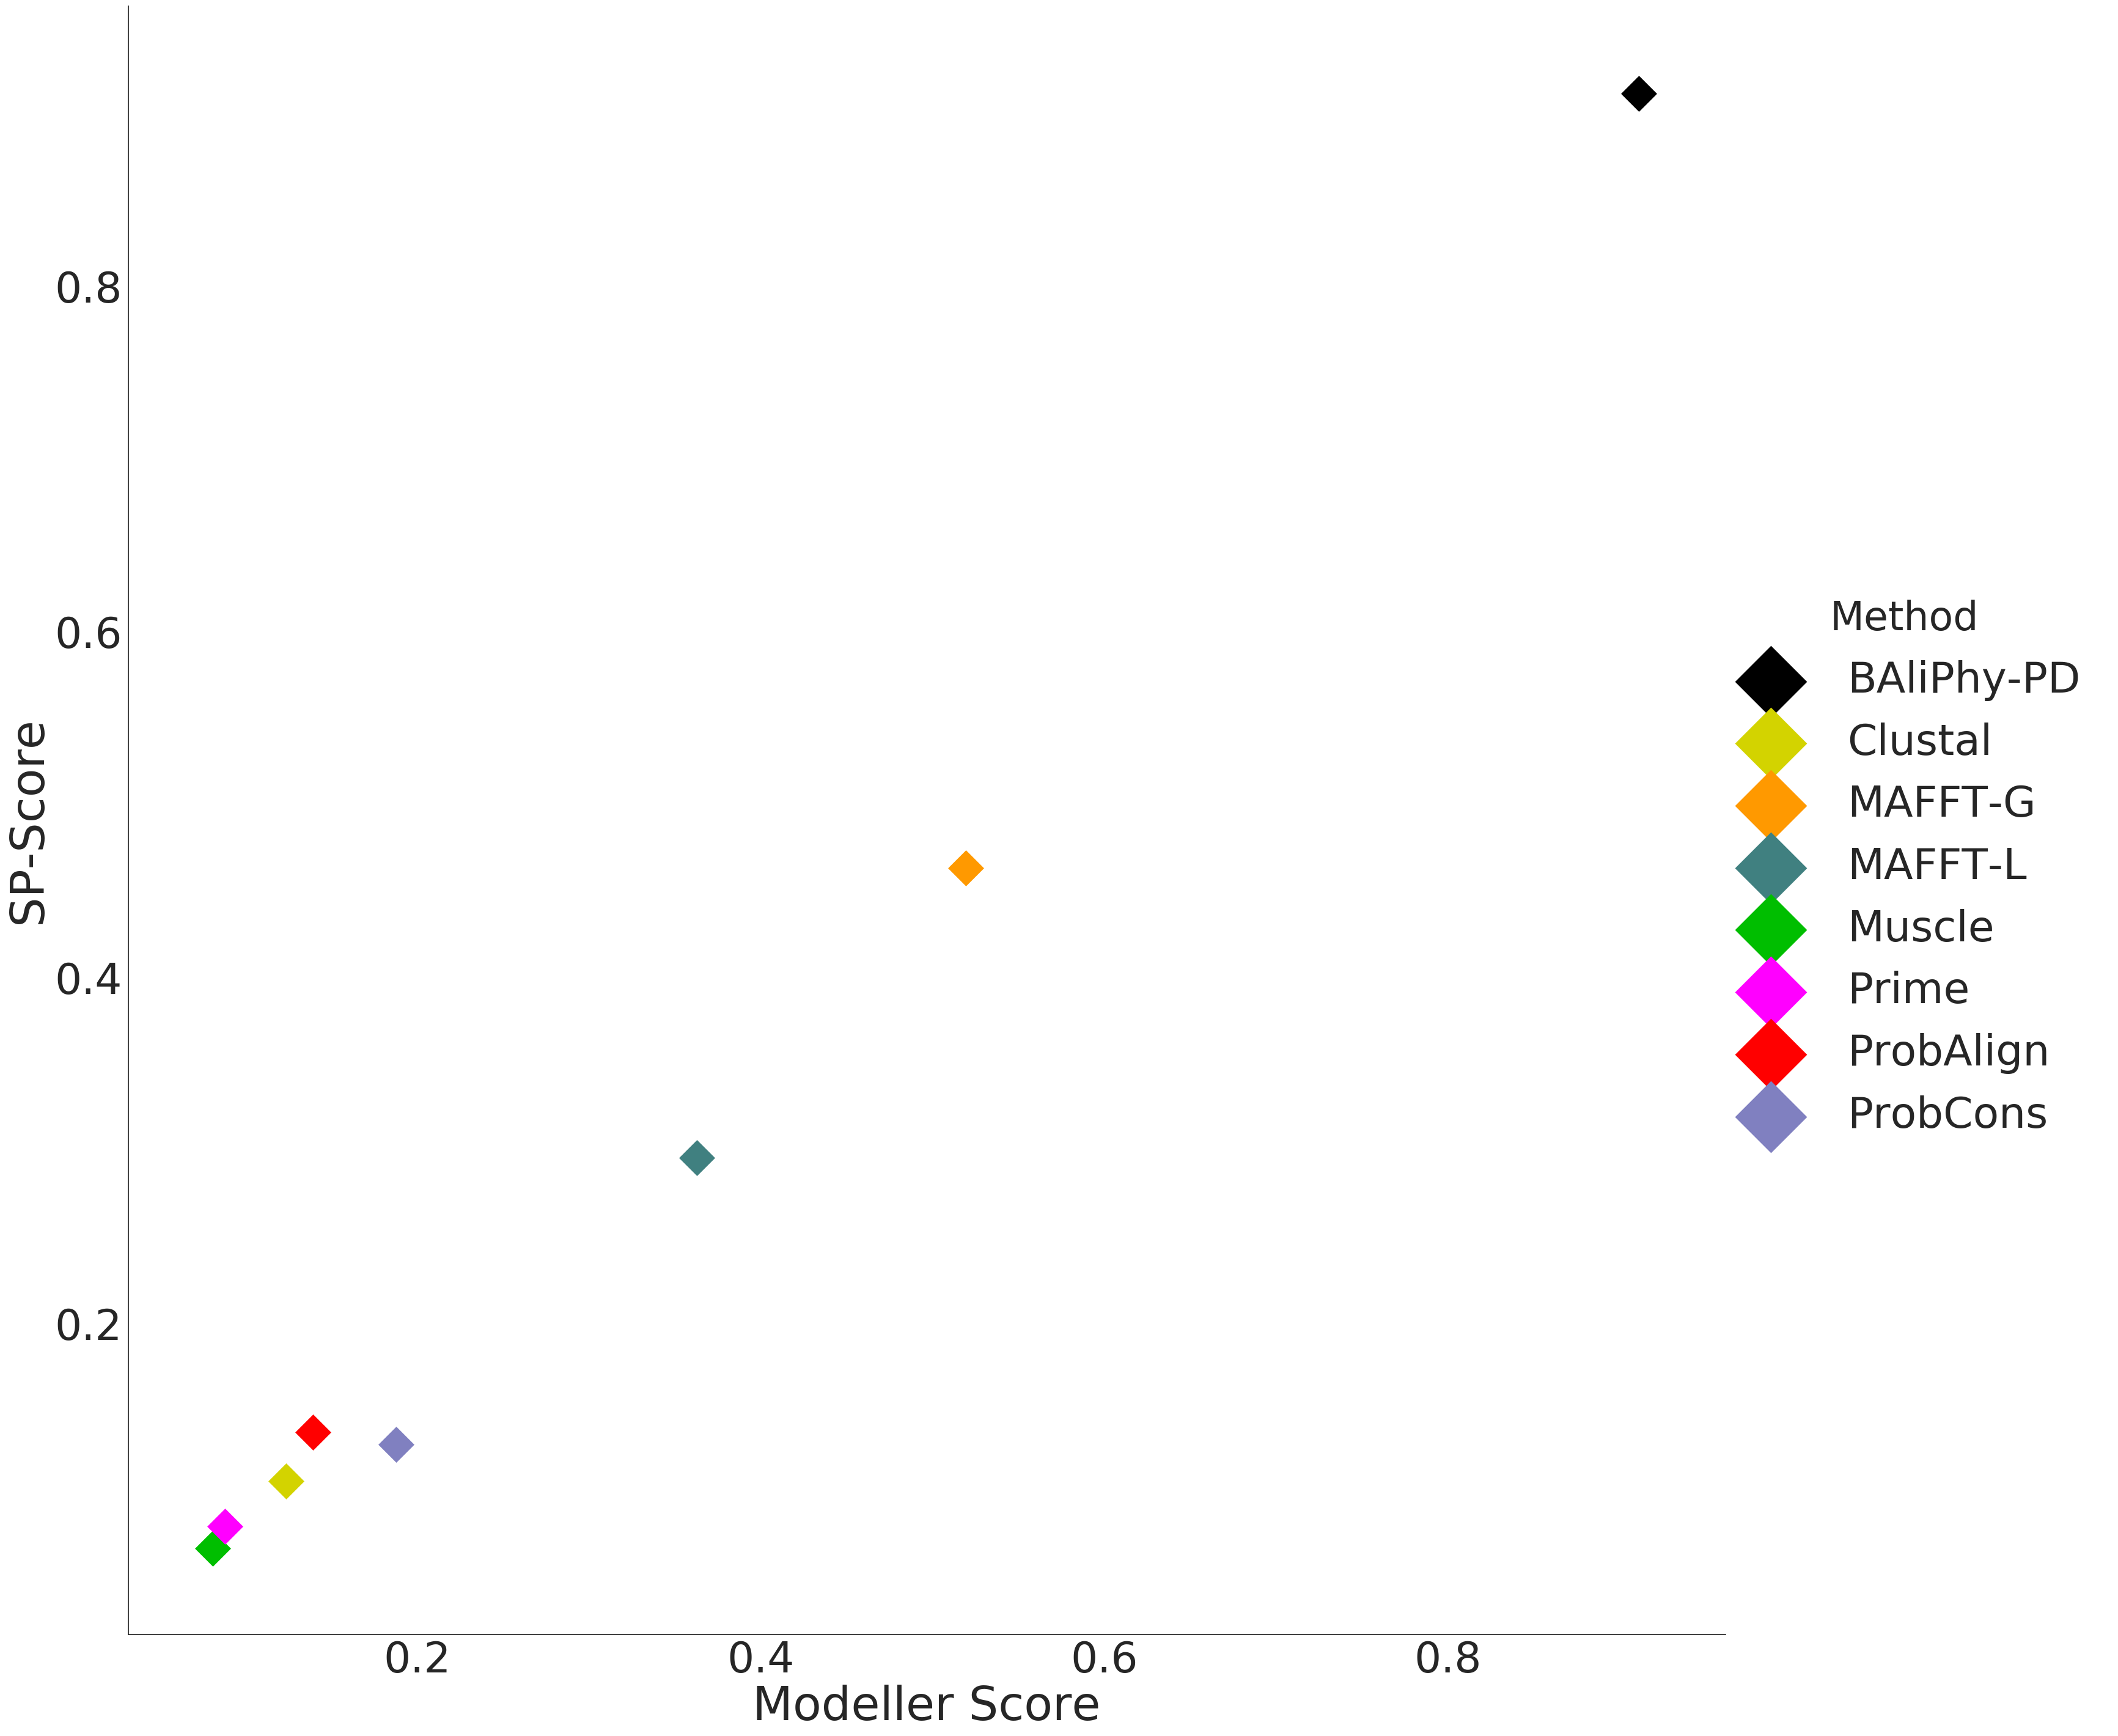 0.8
0.6
0.4
0.2
SP-Score
0.2 0.4 0.6 0.8
Modeller Score
Method
BAliPhy-PD
Clustal
MAFFT-G
MAFFT-L
Muscle
Prime
ProbAlign
ProbCons